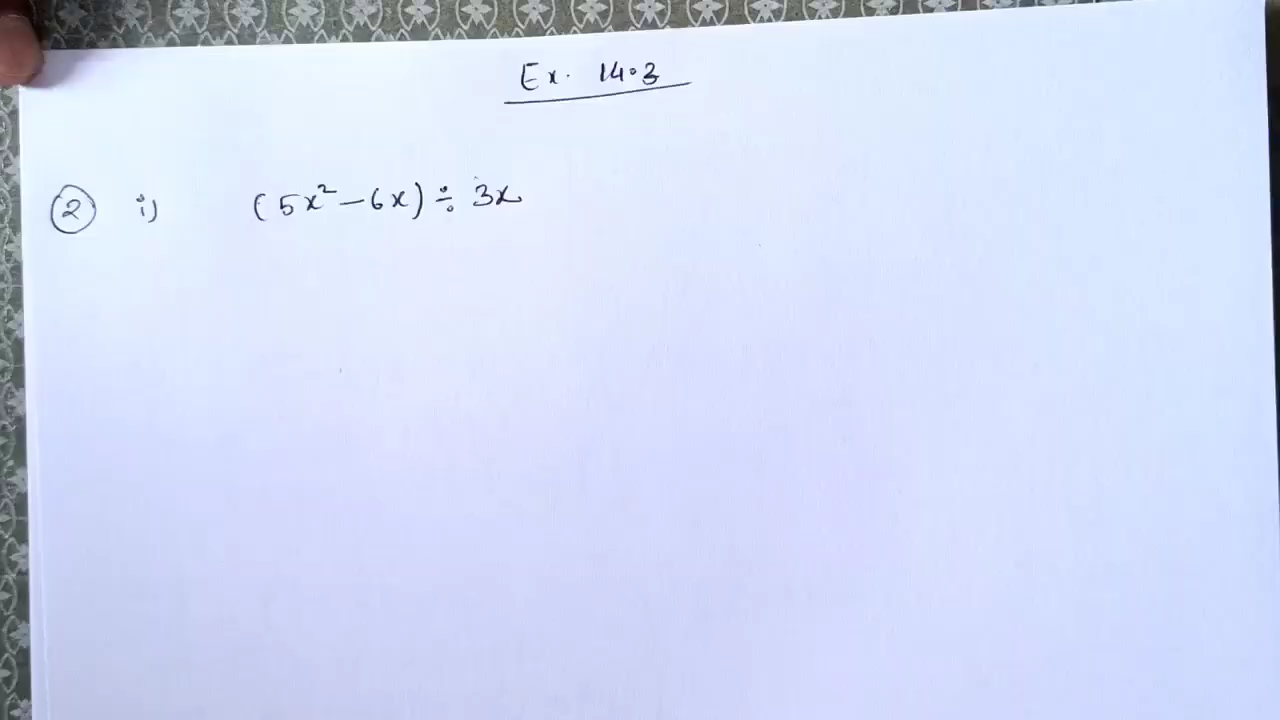 Ex. 14.3
2 i) (5x² - 6x) ÷ 3x